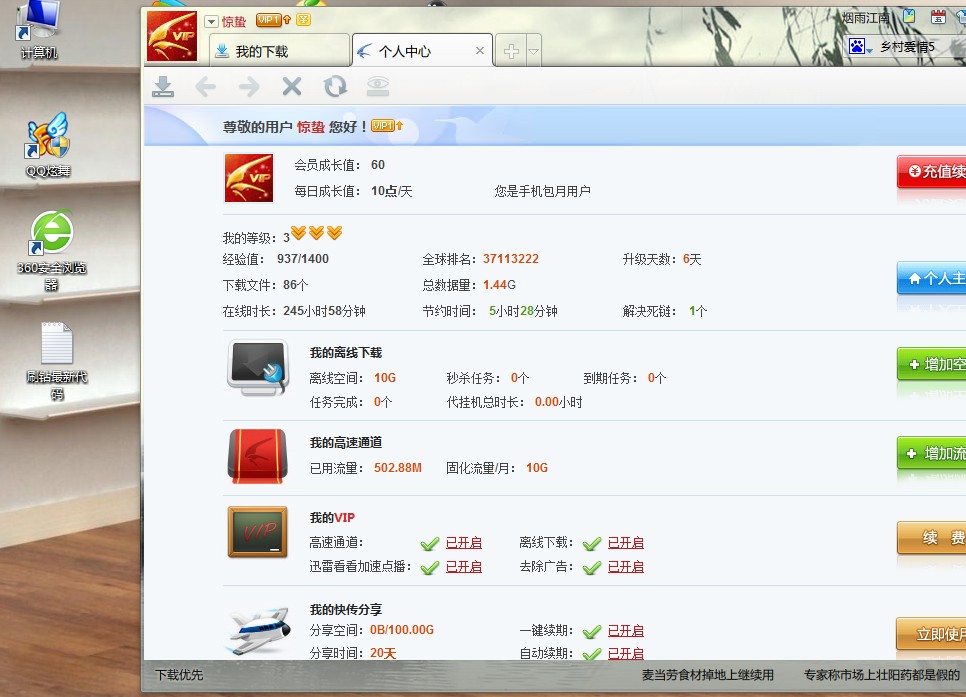 计算机
QQ炫舞
360安全浏览
器
刷钻最新代
码
VIP
惊蛰 VIP1
烟雨江南
我的下载
个人中心
乡村爱情5
尊敬的用户 惊蛰 您好！ VIP1
VIP
会员成长值： 60
每日成长值： 10点/天 您是手机包月用户
充值续
我的等级：3
经验值： 937/1400 全球排名：37113222 升级天数：6天
下载文件：86个 总数据量：1.44G
个人主
在线时长：245小时58分钟 节约时间： 5小时28分钟 解决死链： 1个
我的离线下载
离线空间： 10G 秒杀任务： 0个 到期任务： 0个
增加空
任务完成： 0个 代挂机总时长： 0.00小时
我的高速通道
增加流
已用流量： 502.88M 固化流量/月： 10G
VIP
我的VIP
高速通道： 已开启 离线下载： 已开启
续 费
迅雷看看加速点播： 已开启 去除广告： 已开启
我的快传分享
分享空间：0B/100.00G 一键续期： 已开启
立即使用
分享时间：20天 自动续期： 已开启
下载优先
麦当劳食材掉地上继续用
专家称市场上壮阳药都是假的